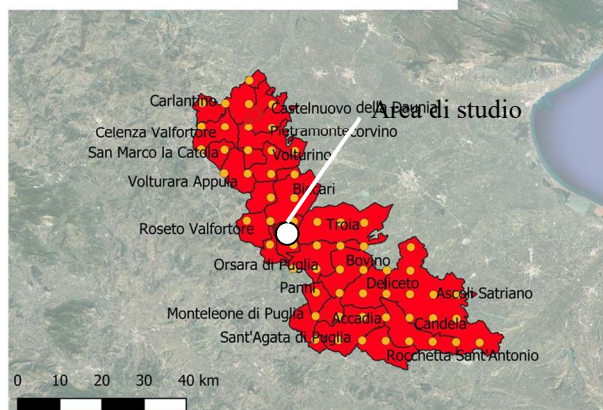 Carlantino
Castelnuovo della Daunia
Area di studio
Celenza Valfortore
Pietramontecorvino
San Marco la Catola
Volturino
Volturara Appula
Biccari
Roseto Valfortore
Troia
Orsara di Puglia
Bovino
Panni
Deliceto
Ascoli Satriano
Monteleone di Puglia
Accadia
Candela
Sant'Agata di Puglia
Rocchetta Sant'Antonio
0 10 20 30 40 km